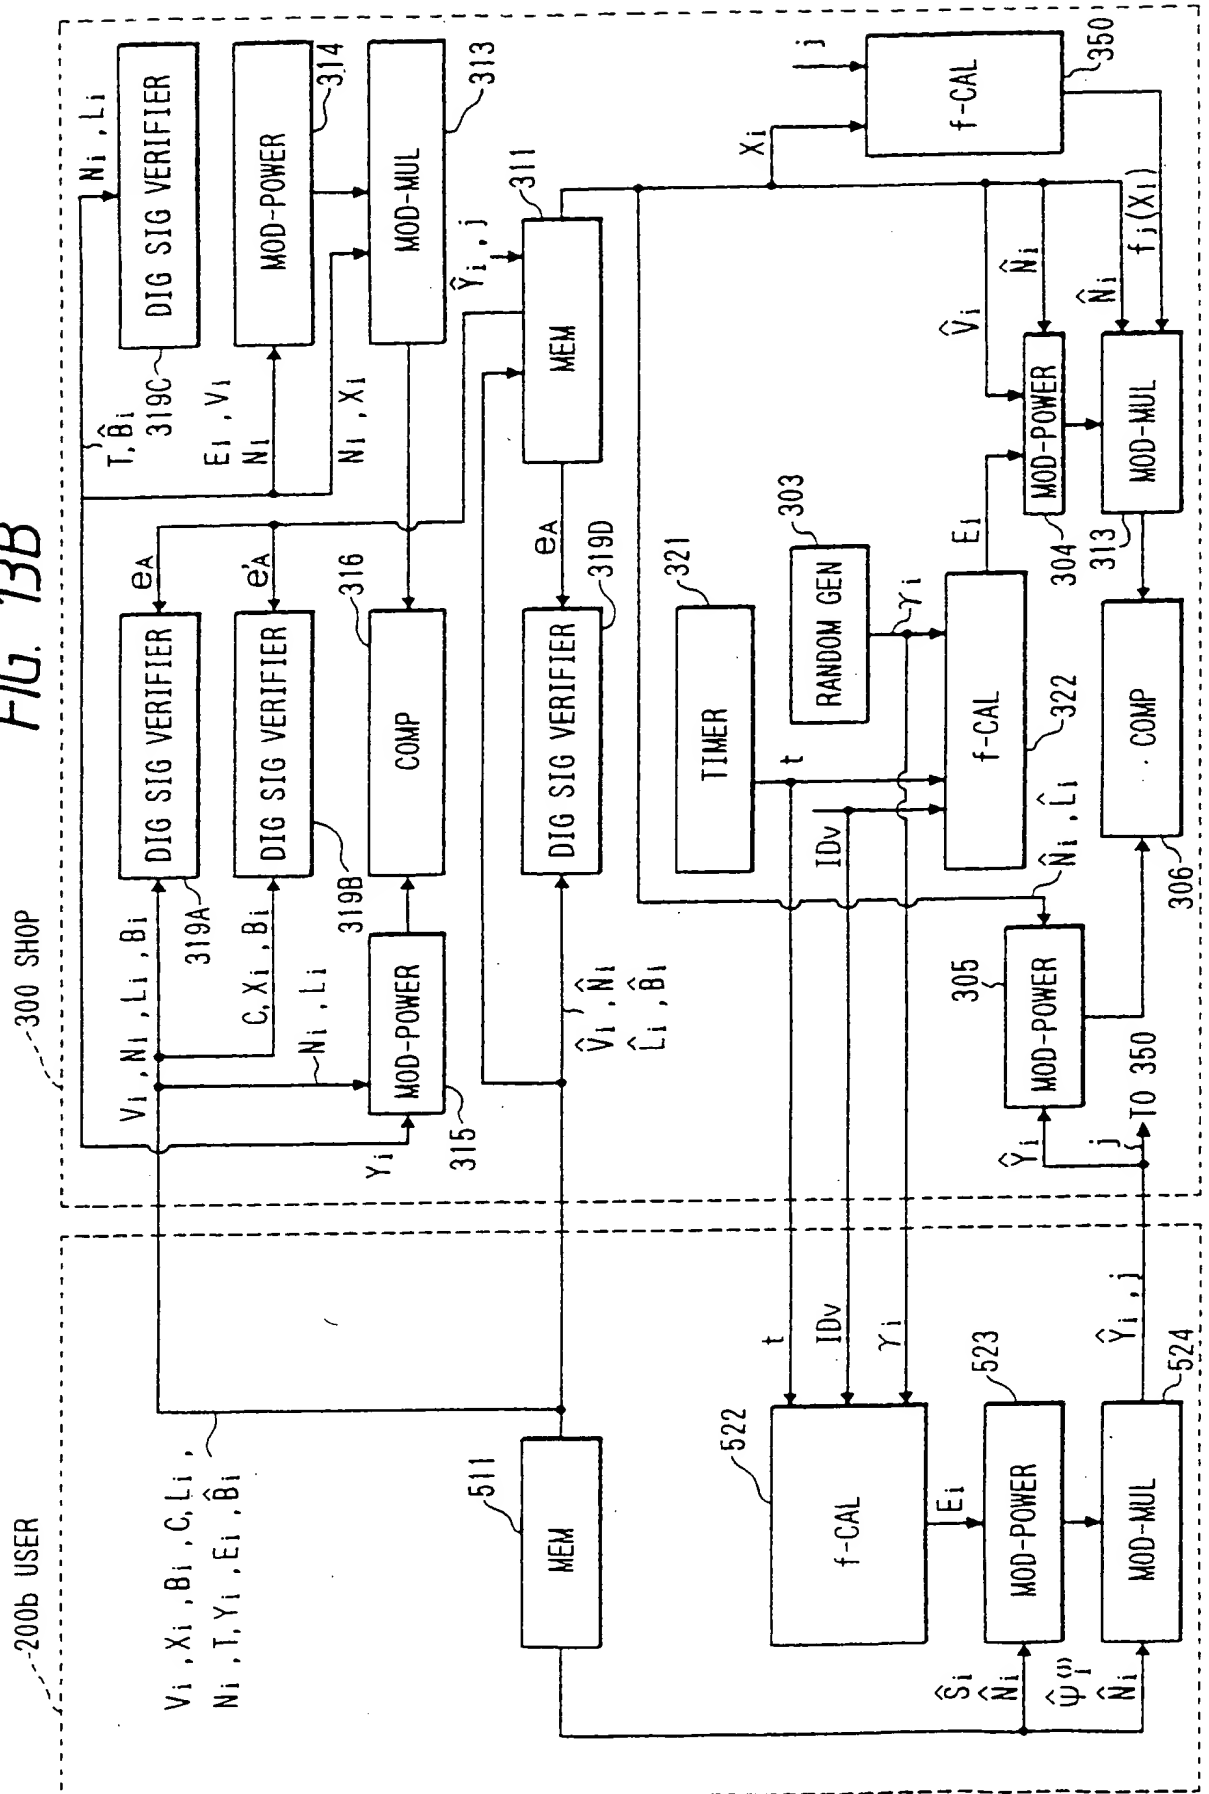 FIG. 13B
200b USER
300 SHOP
Vi , Xi , Bi , C, Li ,
Ni , T, Yi , Ei , B̂i
MEM
511
Vi , Ni , Li , Bi
C, Xi , Bi
Ni , Li
Yi
MOD-POWER
315
DIG SIG VERIFIER
319A
eA
DIG SIG VERIFIER
319B
e'A
COMP
316
T, B̂i
Ni , Li
DIG SIG VERIFIER
319C
Ei , Vi
Ni
MOD-POWER
314
Ni , Xi
MOD-MUL
313
V̂i , N̂i
L̂i , B̂i
DIG SIG VERIFIER
319D
eA
MEM
311
Ŷi , j
TIMER
321
RANDOM GEN
303
t
IDv
γi
f-CAL
322
Ei
t
IDv
γi
f-CAL
522
Ei
Ŝi
N̂i
MOD-POWER
523
ψ̂i(j)
N̂i
MOD-MUL
524
Ŷi , j
Ŷi
j
TO 350
MOD-POWER
305
N̂i , L̂i
COMP
306
MOD-POWER
304
V̂i
N̂i
MOD-MUL
313
N̂i
fj(Xi)
Xi
j
f-CAL
350